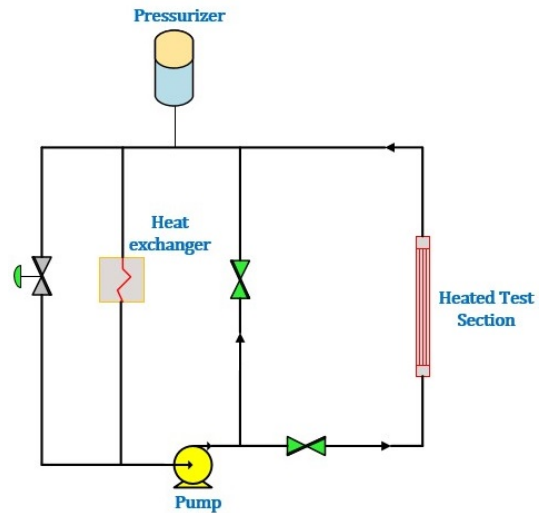 Pressurizer
Heat
exchanger
Heated Test
Section
Pump